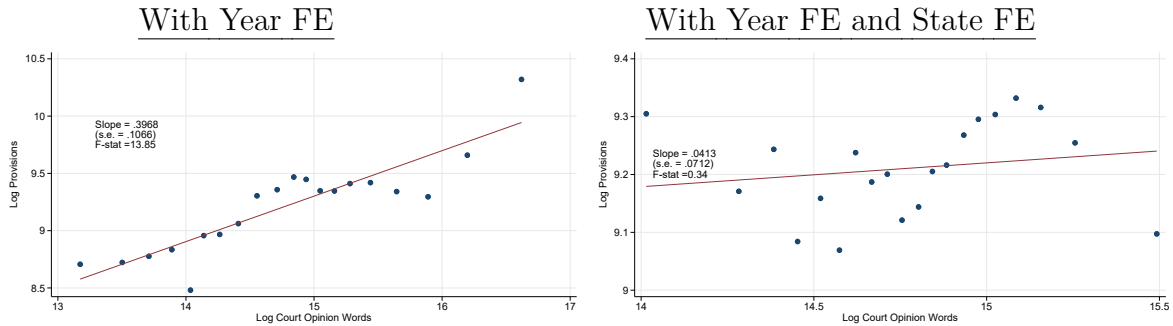 With Year FE
10.5
10
9.5
9
8.5
Log Provisions
Slope = .3968
(s.e. = .1066)
F-stat =13.85
13
14
15
16
17
Log Court Opinion Words
With Year FE and State FE
9.4
9.3
9.2
9.1
9
Log Provisions
Slope = .0413
(s.e. = .0712)
F-stat =0.34
14
14.5
15
15.5
Log Court Opinion Words